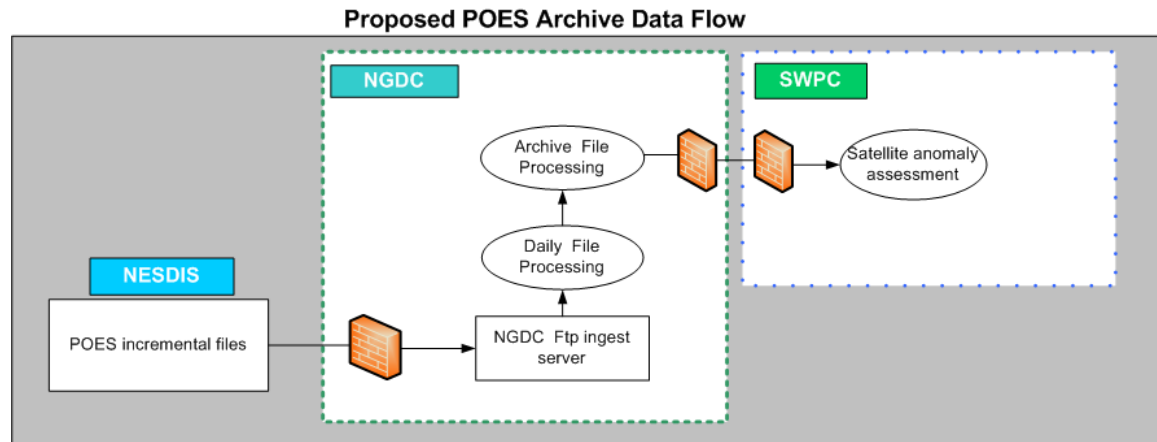 Proposed POES Archive Data Flow
NGDC
SWPC
Archive File
Processing
Satellite anomaly
assessment
Daily File
Processing
NESDIS
POES incremental files
NGDC Ftp ingest
server